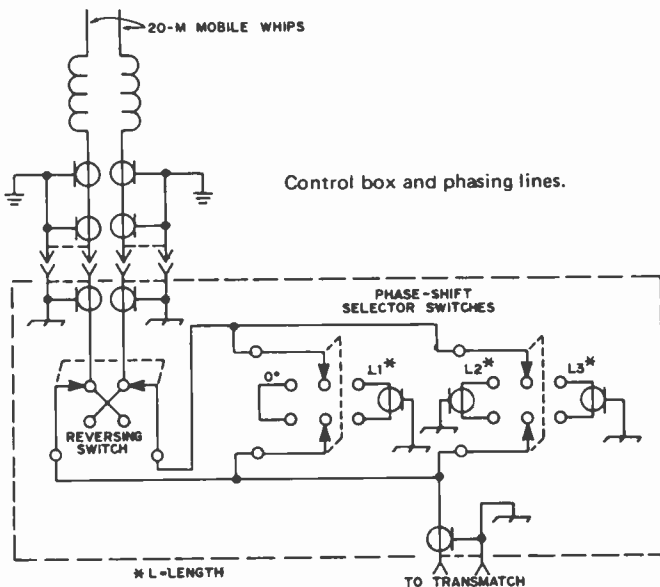 20-M MOBILE WHIPS
Control box and phasing lines.
PHASE-SHIFT
SELECTOR SWITCHES
0°
L1*
L2*
L3*
REVERSING
SWITCH
* L=LENGTH
TO TRANSMATCH